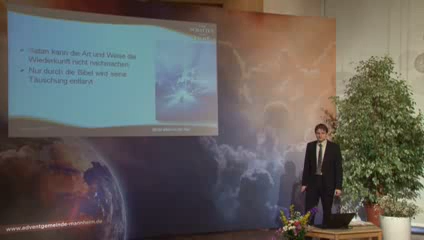 Satan kann die Art und Weise die
Wiederkunft nicht nachmachen
Nur durch die Bibel wird seine
Täuschung entlarvt
www.adventgemeinde-mannheim.de